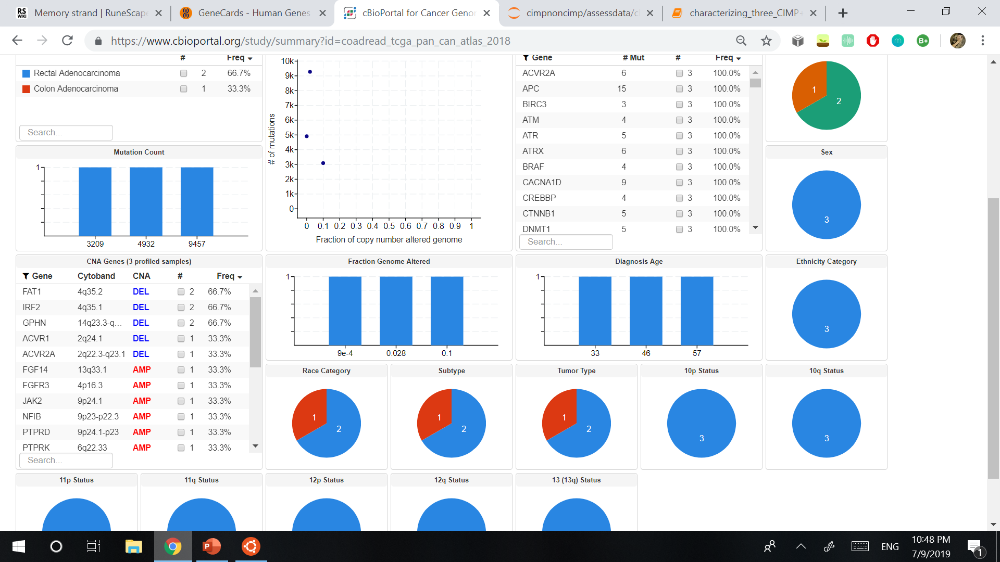 RS WIKI Memory strand | RuneScape
GeneCards - Human Genes
cBioPortal for Cancer Genor
cimpnoncimp/assessdata/c
characterizing_three_CIMP+
https://www.cbioportal.org/study/summary?id=coadread_tcga_pan_can_atlas_2018
m
B+
# Freq
Rectal Adenocarcinoma 2 66.7%
Colon Adenocarcinoma 1 33.3%
Search...
10k
9k
8k
7k
6k
5k
4k
3k
2k
1k
0
# of mutations
0 0.1 0.2 0.3 0.4 0.5 0.6 0.7 0.8 0.9 1
Fraction of copy number altered genome
Gene # Mut # Freq
ACVR2A 6 3 100.0%
APC 15 3 100.0%
BIRC3 3 3 100.0%
ATM 4 3 100.0%
ATR 5 3 100.0%
ATRX 6 3 100.0%
BRAF 4 3 100.0%
CACNA1D 9 3 100.0%
CREBBP 4 3 100.0%
CTNNB1 5 3 100.0%
DNMT1 5 3 100.0%
Search...
1
2
Mutation Count
1
3209 4932 9457
Sex
3
CNA Genes (3 profiled samples)
Gene Cytoband CNA # Freq
FAT1 4q35.2 DEL 2 66.7%
IRF2 4q35.1 DEL 2 66.7%
GPHN 14q23.3-q... DEL 2 66.7%
ACVR1 2q24.1 DEL 1 33.3%
ACVR2A 2q22.3-q23.1 DEL 1 33.3%
FGF14 13q33.1 AMP 1 33.3%
FGFR3 4p16.3 AMP 1 33.3%
JAK2 9p24.1 AMP 1 33.3%
NFIB 9p23-p22.3 AMP 1 33.3%
PTPRD 9p24.1-p23 AMP 1 33.3%
PTPRK 6q22.33 AMP 1 33.3%
Search...
Fraction Genome Altered
1
9e-4 0.028 0.1
Diagnosis Age
1
33 46 57
Ethnicity Category
3
Race Category
1
2
Subtype
1
2
Tumor Type
1
2
10p Status
3
10q Status
3
11p Status
11q Status
12p Status
12q Status
13 (13q) Status
P
ENG
10:48 PM
7/9/2019
1